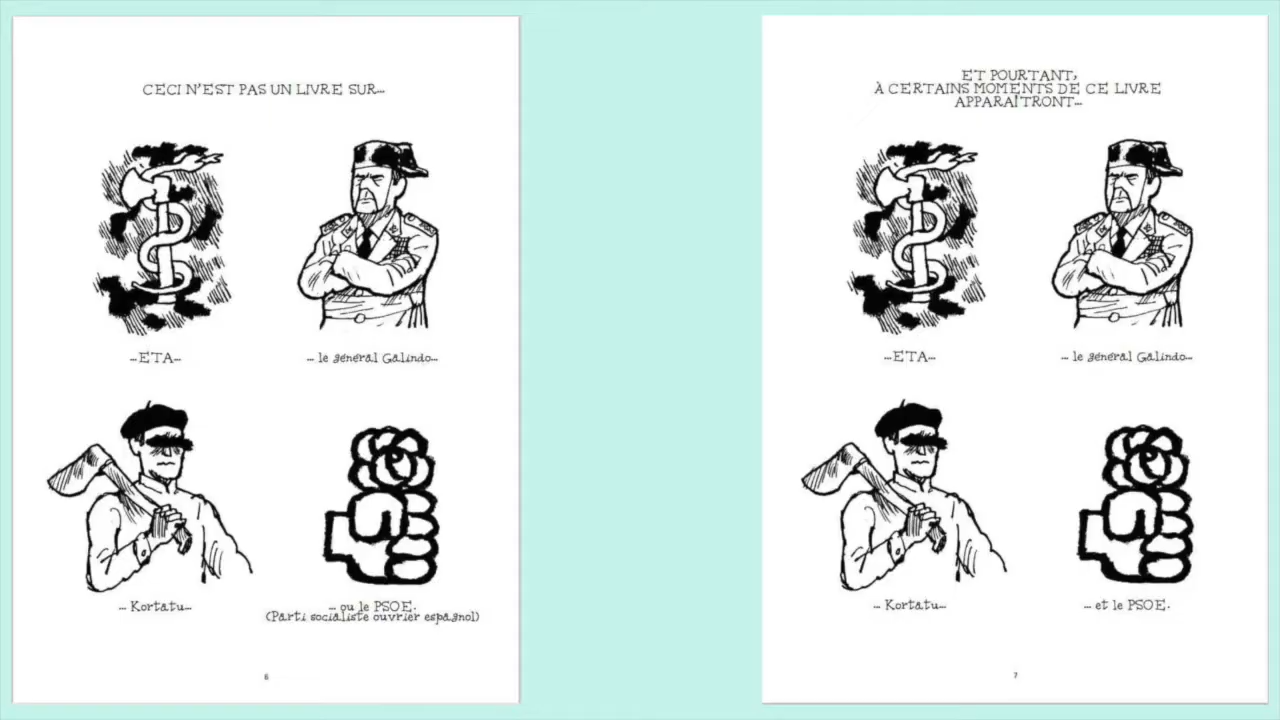 CECI N'EST PAS UN LIVRE SUR...
...ETA...
... le général Galindo...
... Kortatu...
... ou le PSOE.
(Parti socialiste ouvrier espagnol)
6
ET POURTANT,
À CERTAINS MOMENTS DE CE LIVRE
APPARAÎTRONT...
...ETA...
... le général Galindo...
... Kortatu...
... et le PSOE.
7